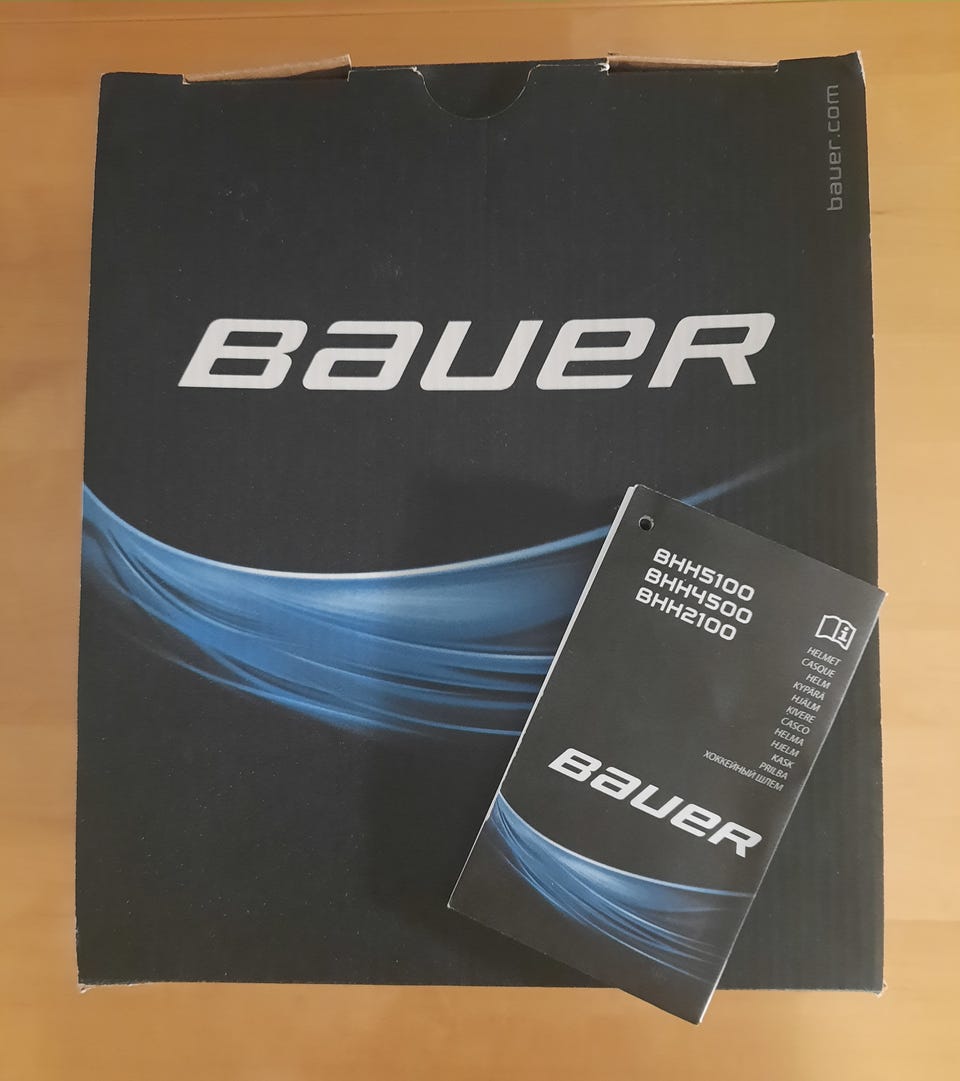 bauer.com
BAUER
BHH5100
BHH4500
BHH2100
HELMET
CASQUE
HELM
KYPÄRÄ
HJÄLM
KIVERE
CASCO
HELMA
HJELM
KASK
PRILBA
ХОККЕЙНЫЙ ШЛЕМ
BAUER